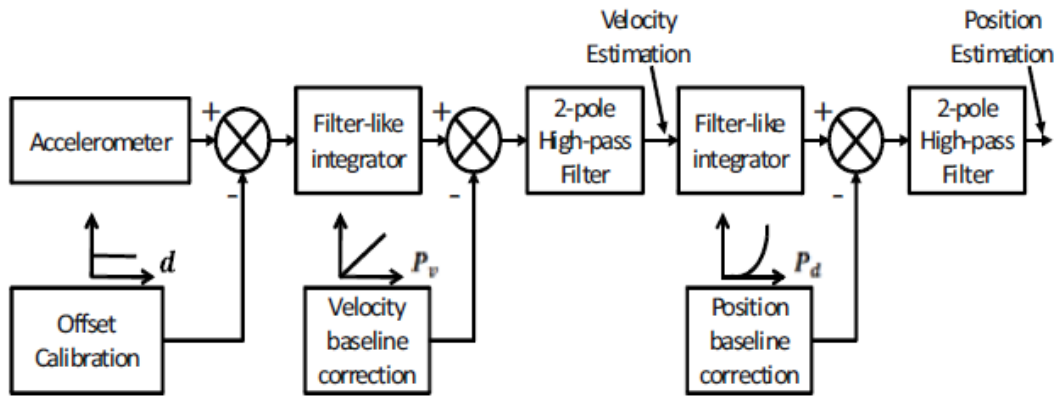 Velocity
Estimation
Position
Estimation
Accelerometer
+
-
Filter-like
integrator
+
-
2-pole
High-pass
Filter
Filter-like
integrator
+
-
2-pole
High-pass
Filter
d
Offset
Calibration
P_v
Velocity
baseline
correction
P_d
Position
baseline
correction